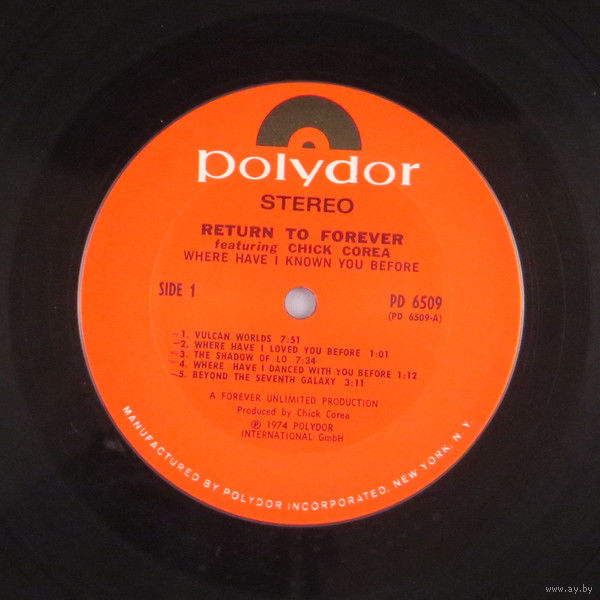 polydor
STEREO
RETURN TO FOREVER
featuring CHICK COREA
WHERE HAVE I KNOWN YOU BEFORE
SIDE 1
PD 6509
(PD 6509-A)
1. VULCAN WORLDS 7:51
2. WHERE HAVE I LOVED YOU BEFORE 1:01
3. THE SHADOW OF LO 7:34
4. WHERE HAVE I DANCED WITH YOU BEFORE 1:12
5. BEYOND THE SEVENTH GALAXY 3:11
A FOREVER UNLIMITED PRODUCTION
Produced by Chick Corea
℗ 1974 POLYDOR
INTERNATIONAL GmbH
MANUFACTURED BY POLYDOR INCORPORATED, NEW YORK, N.Y.
www.ay.by